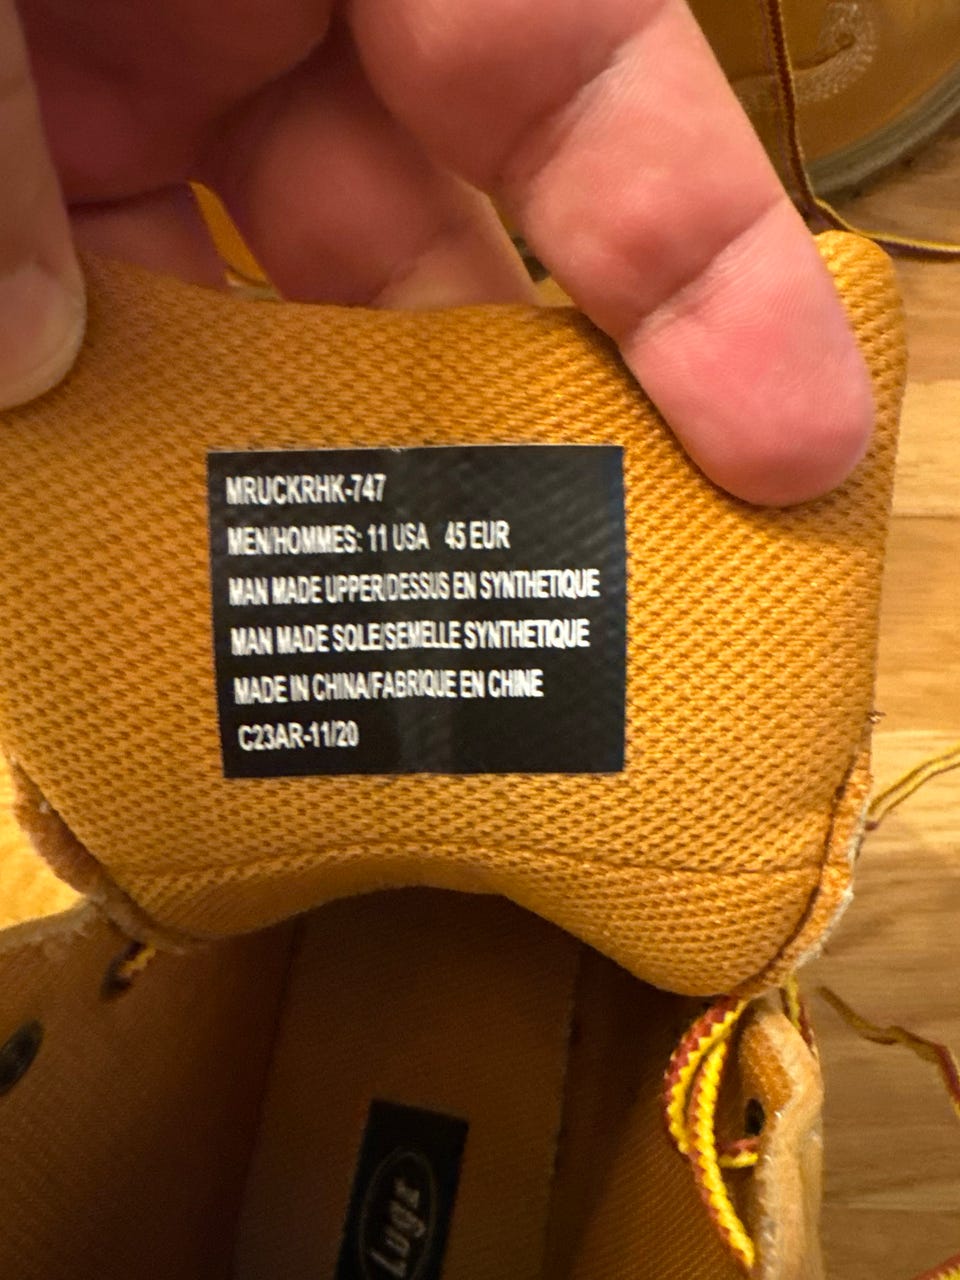 MRUCKRHK-747
MEN/HOMMES: 11 USA 45 EUR
MAN MADE UPPER/DESSUS EN SYNTHETIQUE
MAN MADE SOLE/SEMELLE SYNTHETIQUE
MADE IN CHINA/FABRIQUE EN CHINE
C23AR-11/20
Lugz